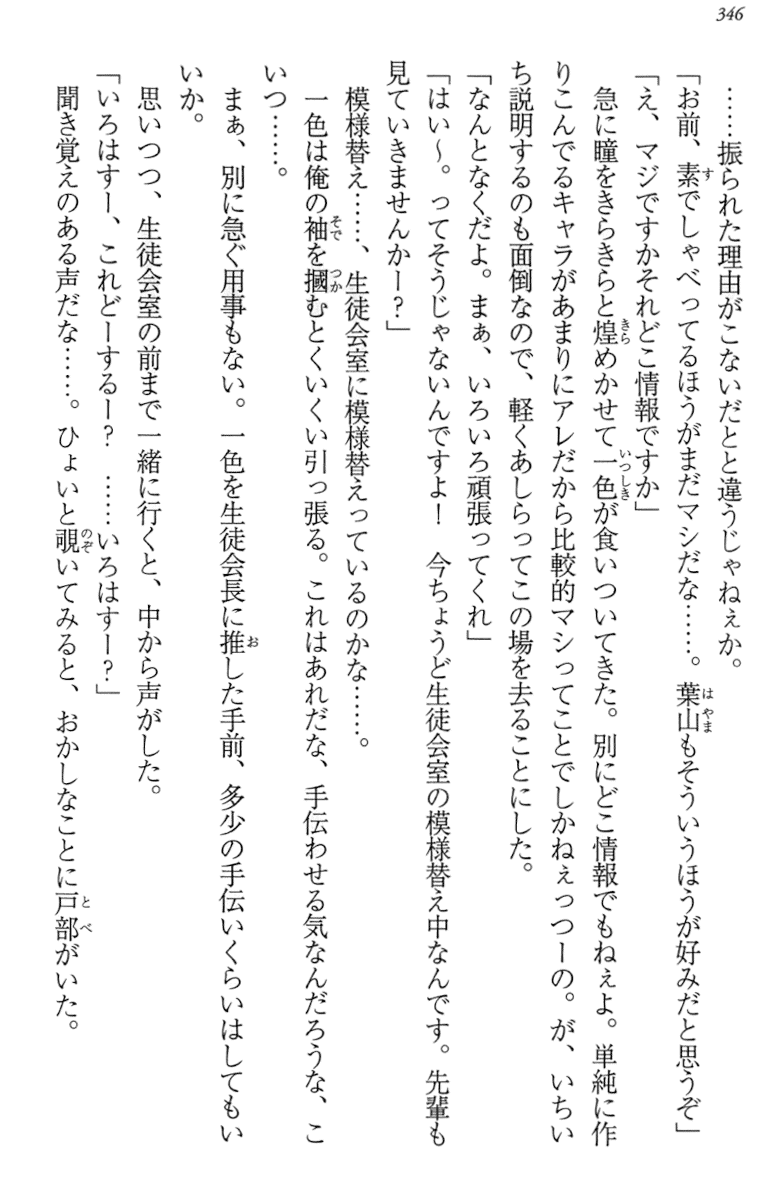 346
……振られた理由がこないだとと違うじゃねぇか。
「お前、素でしゃべってるほうがまだマシだな……。葉山もそういうほうが好みだと思うぞ」
「え、マジですかそれどこ情報ですか」
急に瞳をきらきらと煌めかせて一色が食いついてきた。別にどこ情報でもねぇよ。単純に作
りこんでるキャラがあまりにアレだから比較的マシってことでしかねぇっつーの。が、いちい
ち説明するのも面倒なので、軽くあしらってこの場を去ることにした。
「なんとなくだよ。まぁ、いろいろ頑張ってくれ」
「はい～。ってそうじゃないんですよ！　今ちょうど生徒会室の模様替え中なんです。先輩も
見ていきませんかー？」
模様替え……、生徒会室に模様替えっているのかな……。
一色は俺の袖を摑むとくいくい引っ張る。これはあれだな、手伝わせる気なんだろうな、こ
いつ……。
まぁ、別に急ぐ用事もない。一色を生徒会長に推した手前、多少の手伝いくらいはしてもい
いか。
思いつつ、生徒会室の前まで一緒に行くと、中から声がした。
「いろはすー、これどーするー？　……いろはすー？」
聞き覚えのある声だな……。ひょいと覗いてみると、おかしなことに戸部がいた。